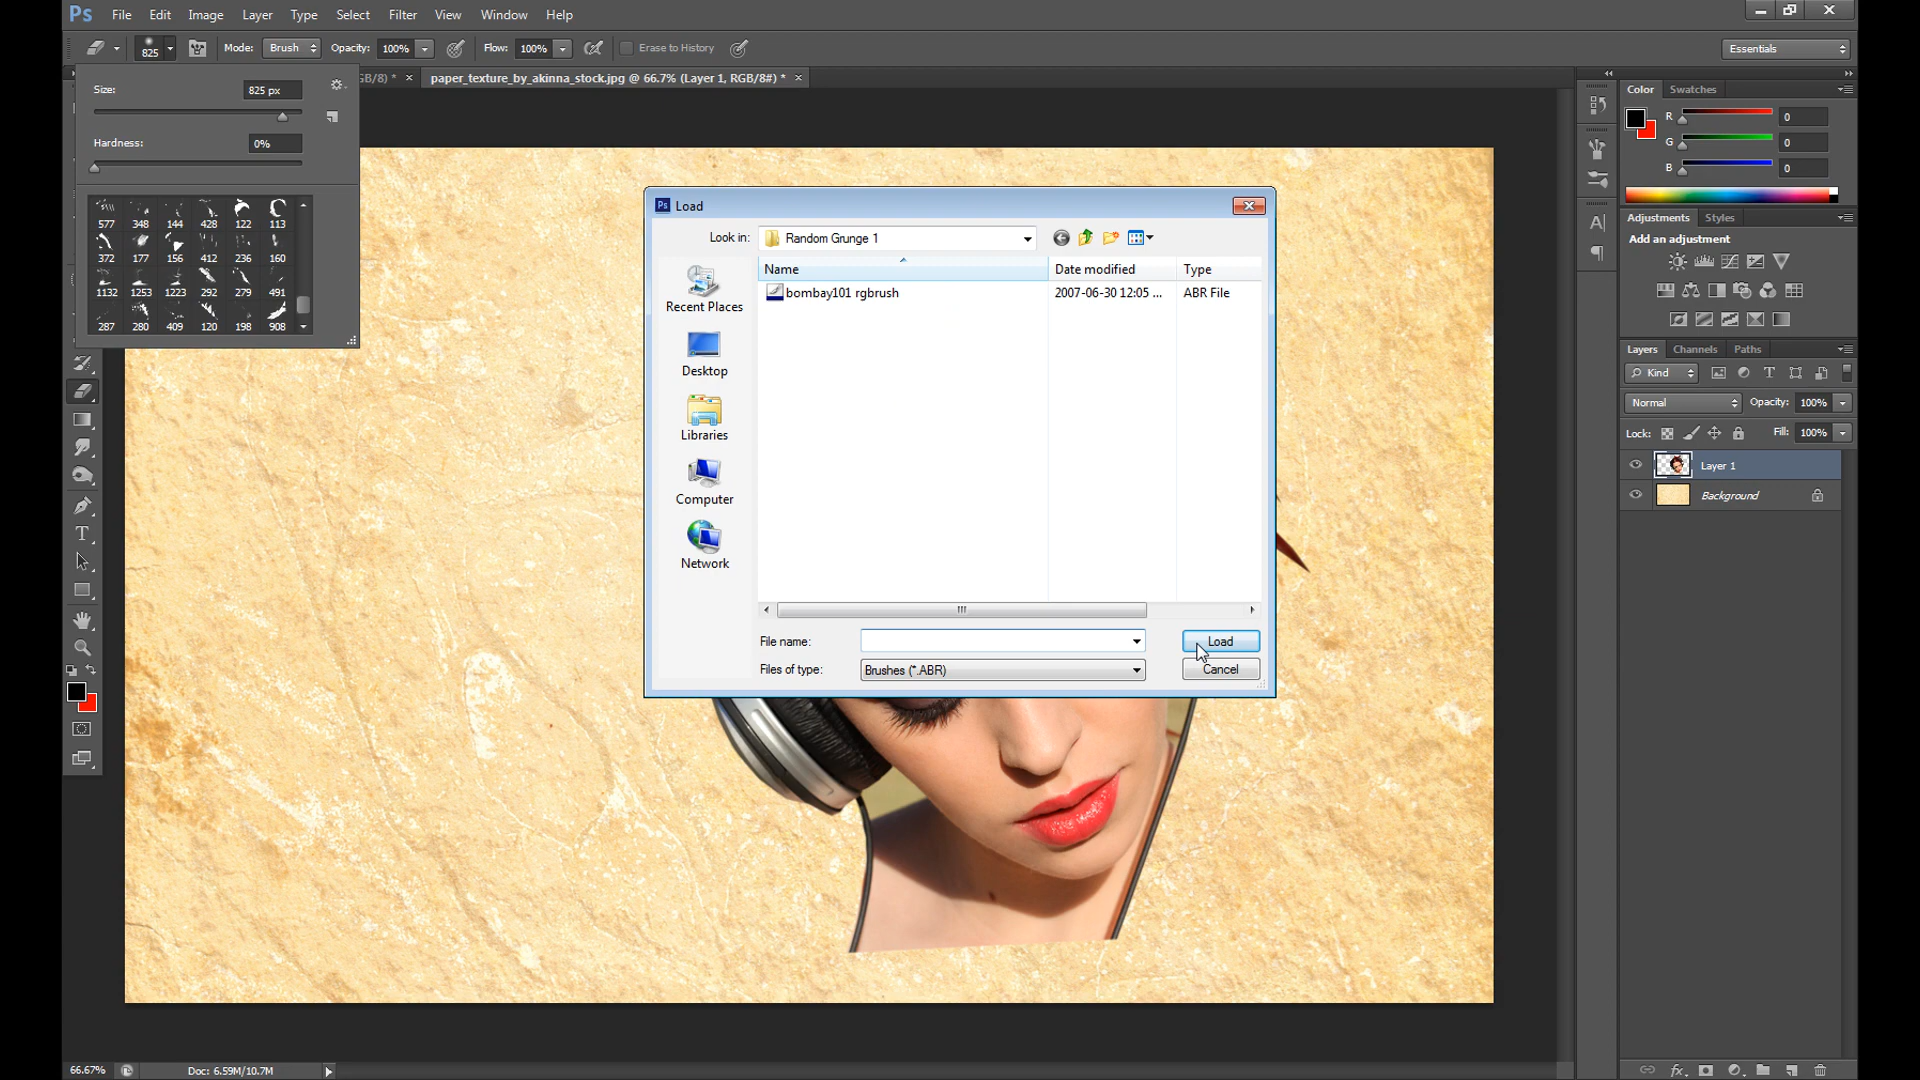 Ps File Edit Image Layer Type Select Filter View Window Help
825 Mode: Brush Opacity: 100% Flow: 100% Erase to History Essentials
GB/8) * × paper_texture_by_akinna_stock.jpg @ 66.7% (Layer 1, RGB/8#) * ×
Size: 825 px
Hardness: 0%
577 348 144 428 122 113
372 177 156 412 236 160
1132 1253 1223 292 279 491
287 280 409 120 198 908
Load
Look in: Random Grunge 1
Name Date modified Type
bombay101 rgbrush 2007-06-30 12:05 ... ABR File
Recent Places
Desktop
Libraries
Computer
Network
File name: Load
Files of type: Brushes (*.ABR) Cancel
Color Swatches
R 0
G 0
B 0
Adjustments Styles
Add an adjustment
Layers Channels Paths
Kind
Normal Opacity: 100%
Lock: Fill: 100%
Layer 1
Background
66.67% Doc: 6.59M/10.7M